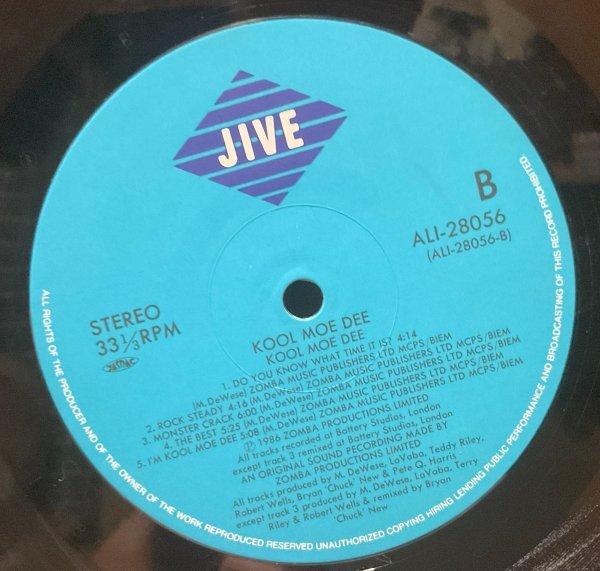 JIVE
B
ALI-28056
(ALI-28056-B)
STEREO
33 1/3 RPM
KOOL MOE DEE
KOOL MOE DEE
1. DO YOU KNOW WHAT TIME IT IS? 4:14
(M. DeWese) ZOMBA MUSIC PUBLISHERS LTD MCPS/BIEM
2. ROCK STEADY 4:16 (M. DeWese) ZOMBA MUSIC PUBLISHERS LTD MCPS/BIEM
3. MONSTER CRACK 6:00 (M. DeWese) ZOMBA MUSIC PUBLISHERS LTD MCPS/BIEM
4. THE BEST 5:25 (M. DeWese) ZOMBA MUSIC PUBLISHERS LTD MCPS/BIEM
5. I'M KOOL MOE DEE 5:08 (M. DeWese) ZOMBA MUSIC PUBLISHERS LTD MCPS/BIEM
℗ 1986 ZOMBA PRODUCTIONS LIMITED
All tracks recorded at Battery Studios, London
except track 3 remixed at Battery Studios, London
AN ORIGINAL SOUND RECORDING MADE BY
ZOMBA PRODUCTIONS LIMITED
All tracks produced by M. DeWese, LaVaba, Teddy Riley,
Robert Wells, Bryan 'Chuck' New & Pete Q. Harris
except track 3 produced by M. DeWese, LaVaba, Terry
Riley & Robert Wells & remixed by Bryan
'Chuck' New
ALL RIGHTS OF THE PRODUCER AND OF THE OWNER OF THE WORK REPRODUCED RESERVED UNAUTHORIZED COPYING HIRING LENDING PUBLIC PERFORMANCE AND BROADCASTING OF THIS RECORD PROHIBITED.